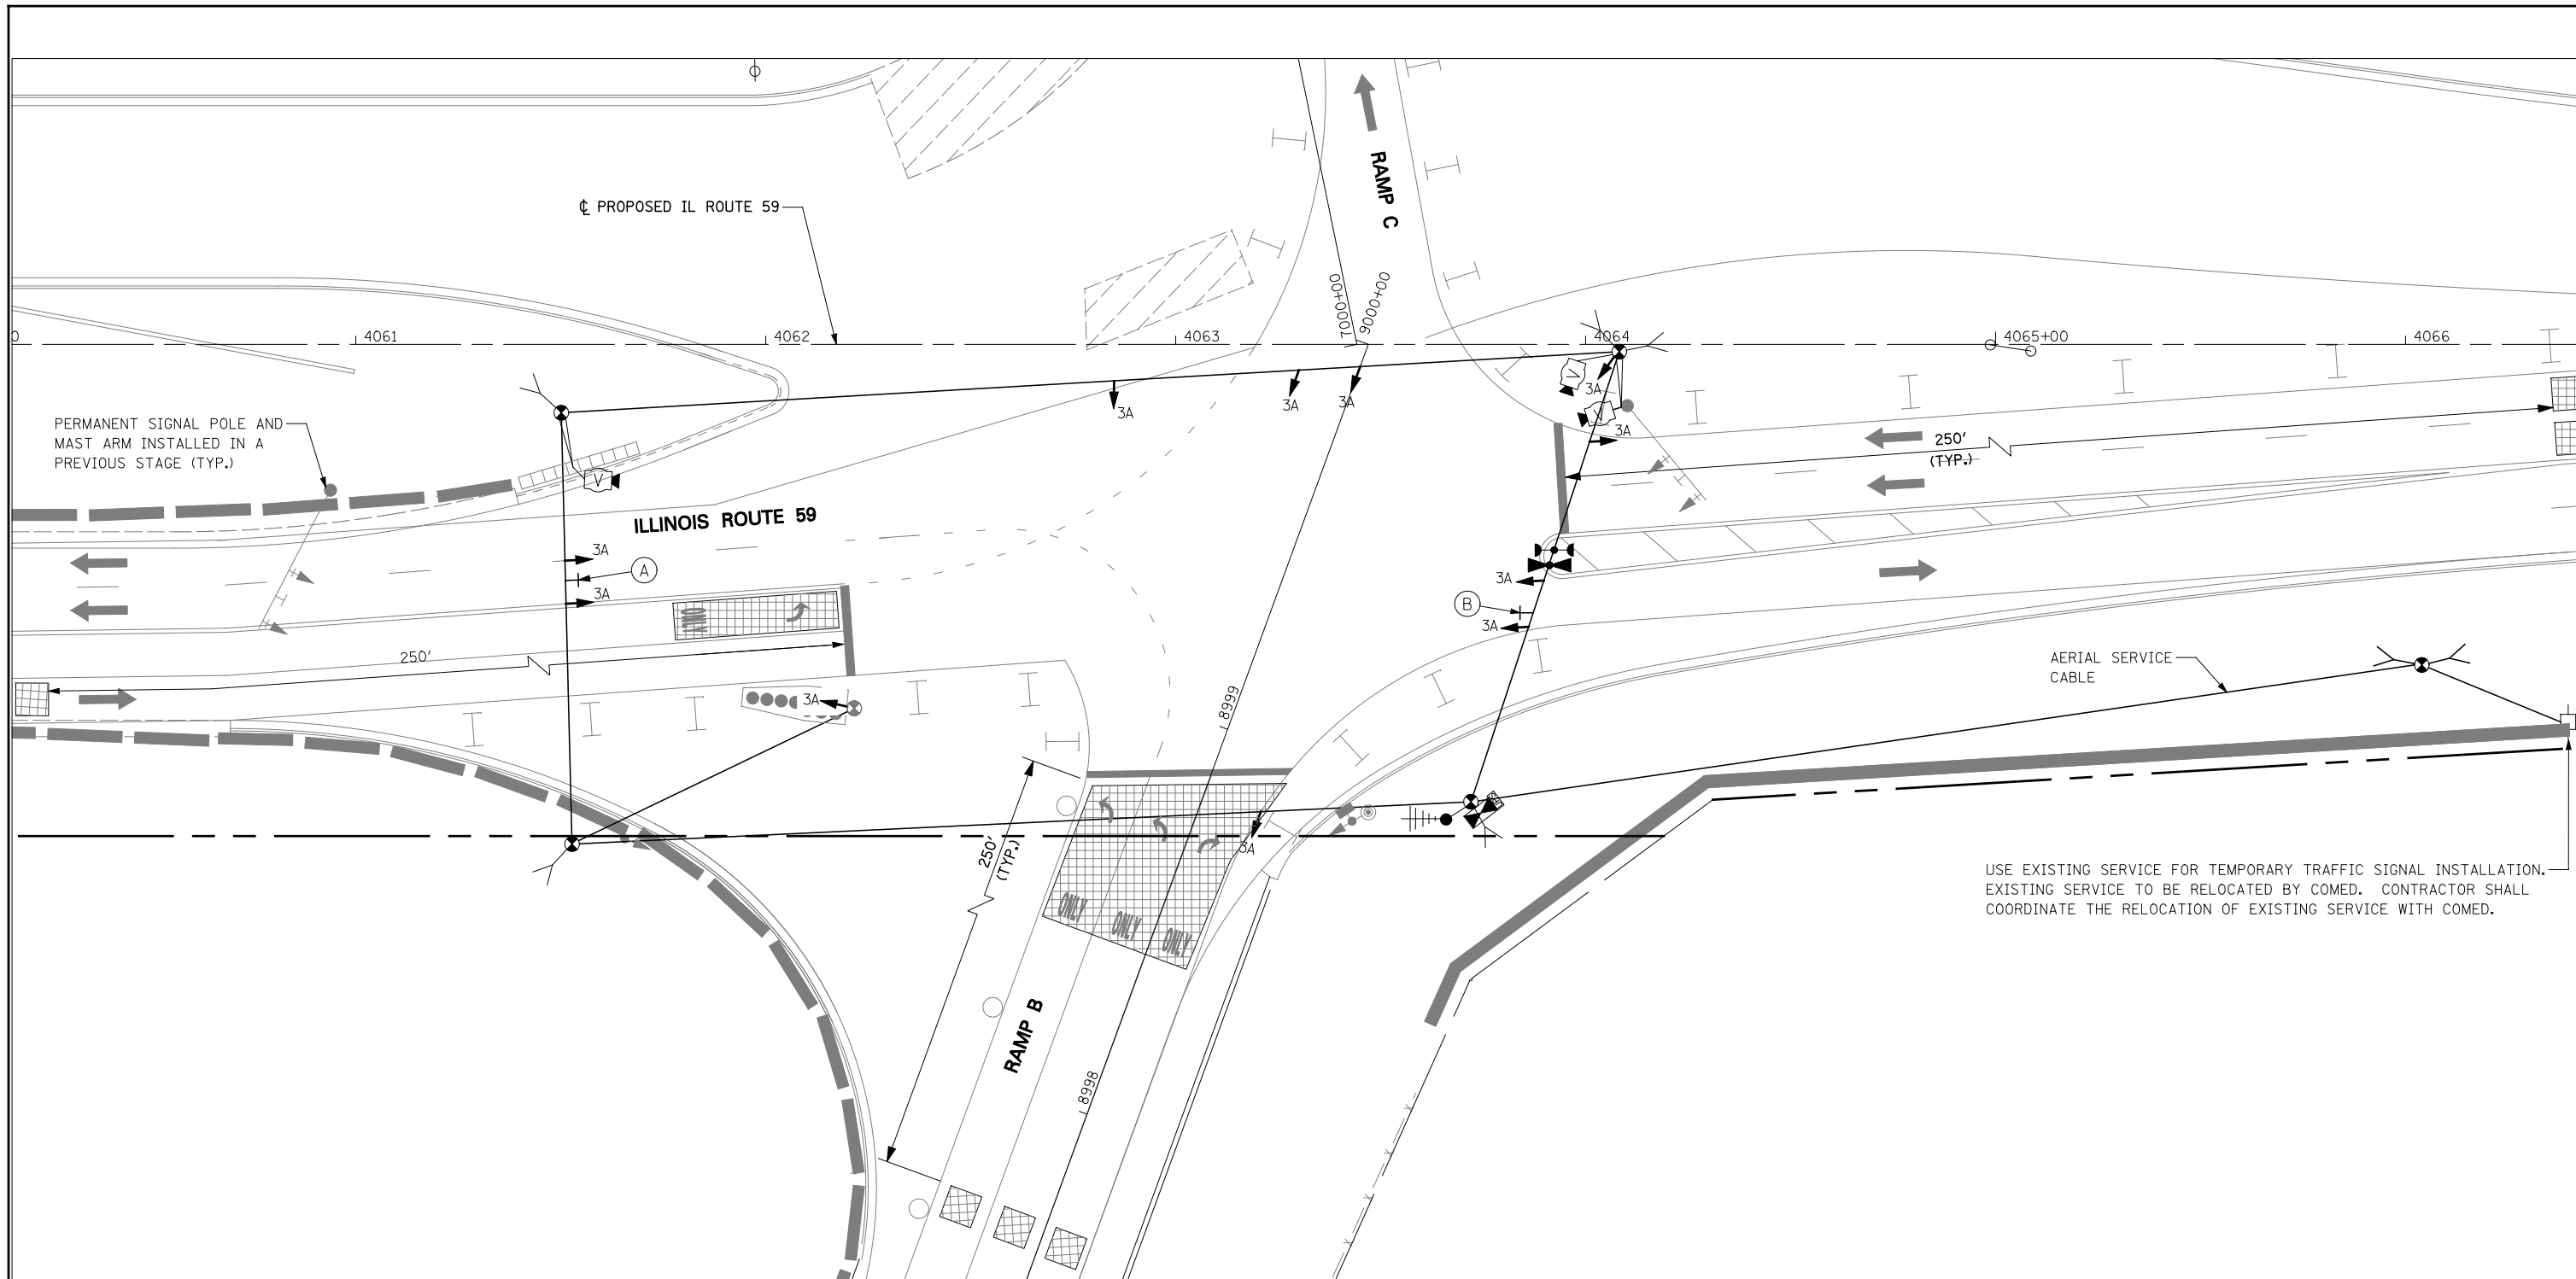 RAMP C
℄ PROPOSED IL ROUTE 59
7000+00
9000+00
0
4061
4062
4063
4064
4065+00
4066
3A
3A
3A
3A
3A
V
V
V
PERMANENT SIGNAL POLE AND
MAST ARM INSTALLED IN A
PREVIOUS STAGE (TYP.)
250'
(TYP.)
ILLINOIS ROUTE 59
3A
A
3A
3A
B
3A
250'
3A
8999
AERIAL SERVICE
CABLE
250'
(TYP.)
3A
ONLY
ONLY
ONLY
USE EXISTING SERVICE FOR TEMPORARY TRAFFIC SIGNAL INSTALLATION.
EXISTING SERVICE TO BE RELOCATED BY COMED. CONTRACTOR SHALL
COORDINATE THE RELOCATION OF EXISTING SERVICE WITH COMED.
RAMP B
8998